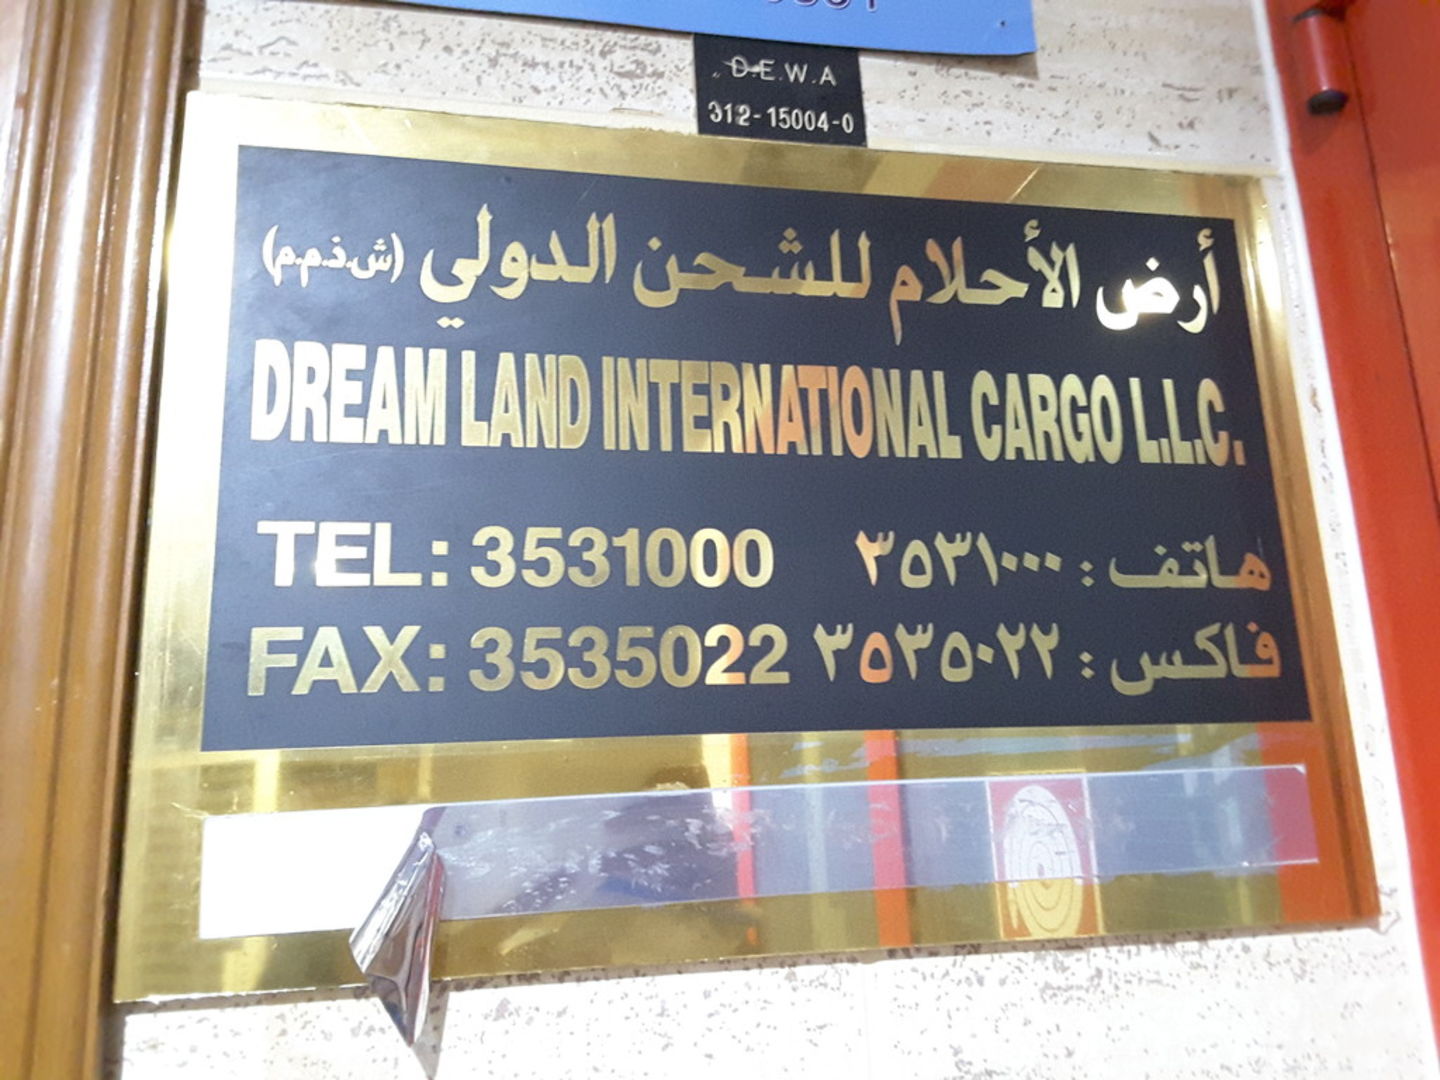 D.E.W.A
312-15004-0
أرض الأحلام للشحن الدولي (ش.ذ.م.م)
DREAM LAND INTERNATIONAL CARGO L.L.C.
TEL: 3531000 هاتف : ٣٥٣١٠٠٠
FAX: 3535022 فاكس : ٣٥٣٥٠٢٢